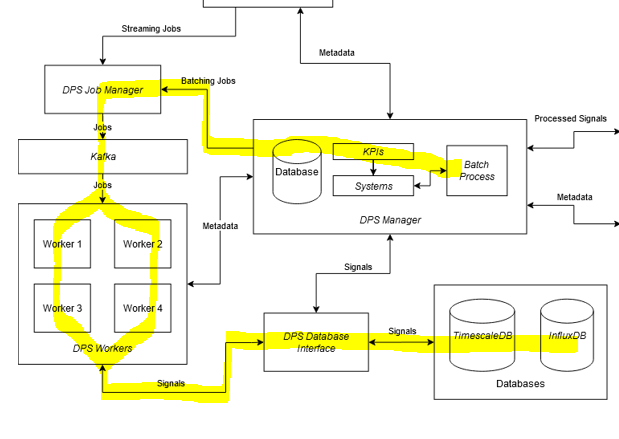 Streaming Jobs
Metadata
DPS Job Manager
Batching Jobs
Jobs
Kafka
Jobs
Database
KPIs
Systems
Batch
Process
DPS Manager
Processed Signals
Metadata
Metadata
Worker 1
Worker 2
Worker 3
Worker 4
DPS Workers
Signals
Signals
DPS Database
Interface
Signals
TimescaleDB
InfluxDB
Databases